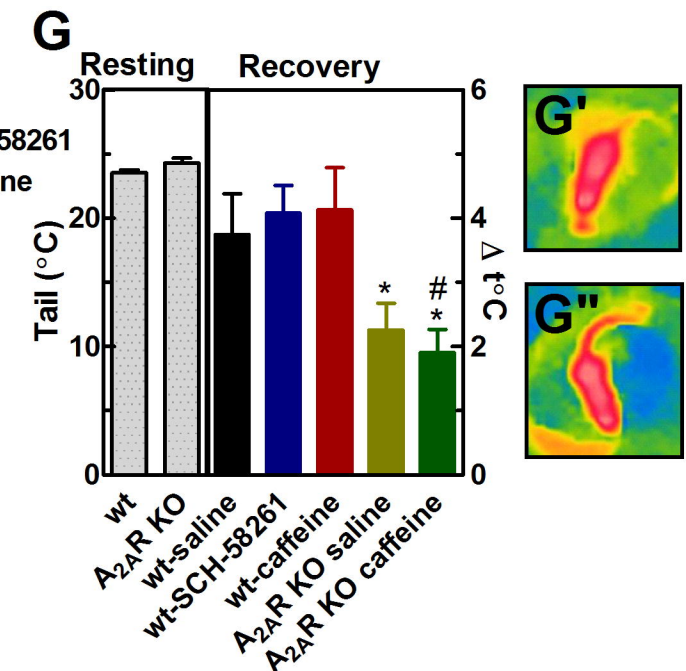 G
Resting Recovery
30
20
10
0
Tail (°C)
6
4
2
0
Δ t°C
58261
ne
*
#
*
wt
A2AR KO
wt-saline
wt-SCH-58261
wt-caffeine
A2AR KO saline
A2AR KO caffeine
G'
G"